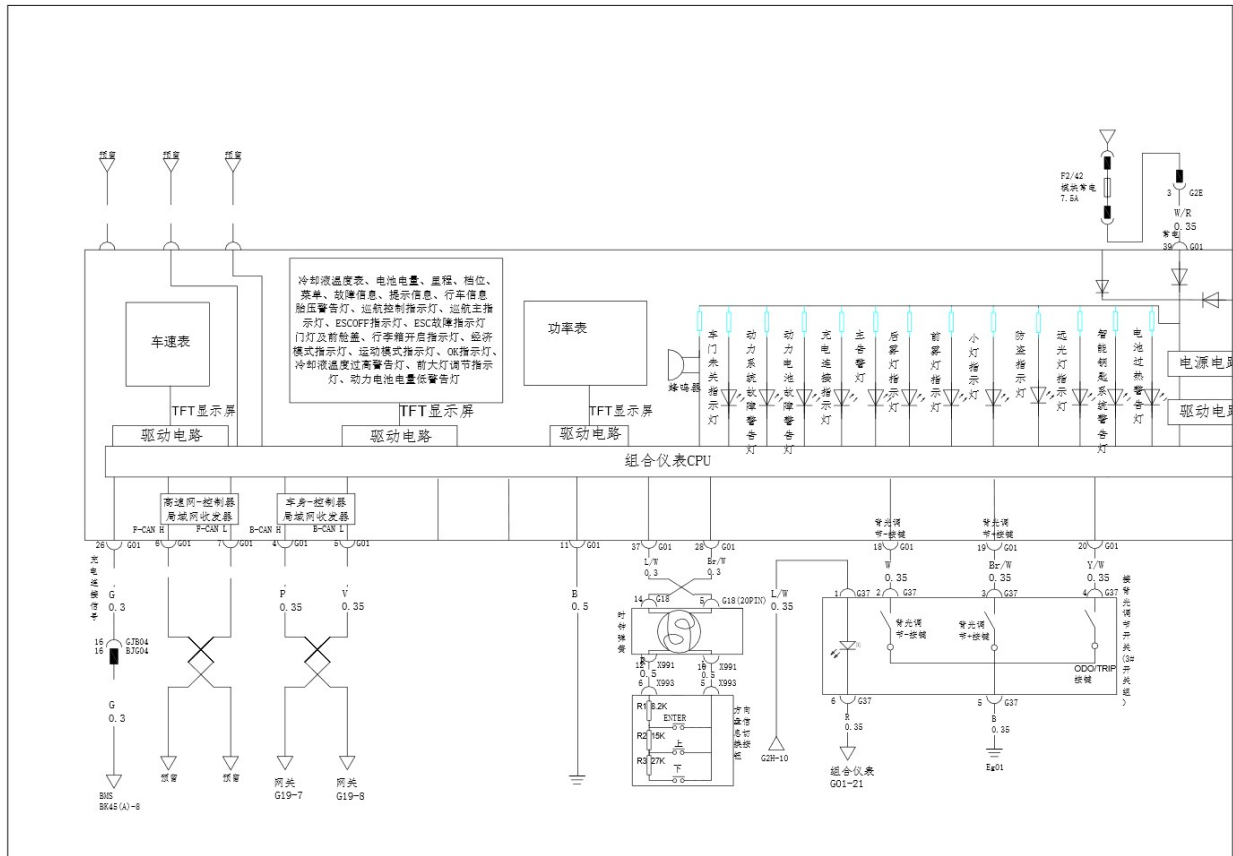 预留
预留
预留
F2/42
模块常电
7.5A
3 G2E
W/R
0.35
常电
39 G01
车速表
冷却液温度表、电池电量、里程、档位、
菜单、故障信息、提示信息、行车信息
胎压警告灯、巡航控制指示灯、巡航主指
示灯、ESCOFF指示灯、ESC故障指示灯
门灯及前舱盖、行李箱开启指示灯、经济
模式指示灯、运动模式指示灯、OK指示灯、
冷却液温度过高警告灯、前大灯调节指示
灯、动力电池电量低警告灯
功率表
蜂鸣器
车门未关指示灯
动力系统故障警告灯
动力电池故障警告灯
充电连接指示灯
主告警灯
后雾灯指示灯
前雾灯指示灯
小灯指示灯
防盗指示灯
远光灯指示灯
智能钥匙系统警告灯
电池过热警告灯
电源电路
TFT显示屏
TFT显示屏
TFT显示屏
驱动电路
驱动电路
驱动电路
驱动电路
组合仪表CPU
高速网-控制器
局域网收发器
车身-控制器
局域网收发器
F-CAN H
F-CAN L
B-CAN H
B-CAN L
背光调
节-按键
背光调
节+按键
26 G01
6 G01
7 G01
4 G01
5 G01
11 G01
37 G01
28 G01
18 G01
19 G01
20 G01
充电连接信号
G
0.3
P
0.35
V
0.35
B
0.5
L/W
0.3
Br/W
0.3
L/W
0.35
W
0.35
Br/W
0.35
Y/W
0.35
16 GJB04
16 BJG04
G
0.3
14 G18
5 G18(20PIN)
时钟弹簧
12 X991
0.5
10 X991
0.5
6 X993
5 X993
R1 8.2K
ENTER
R2 15K
上
R3 27K
下
方向盘信息切换按钮
1 G37
2 G37
3 G37
4 G37
背光调
节-按键
背光调
节+按键
ODO/TRIP
按键
接背光调节开关(3#开关组)
6 G37
R
0.35
5 G37
B
0.35
BMS
BK45(A)-8
预留
预留
网关
G19-7
网关
G19-8
G2H-10
组合仪表
G01-21
Eg01